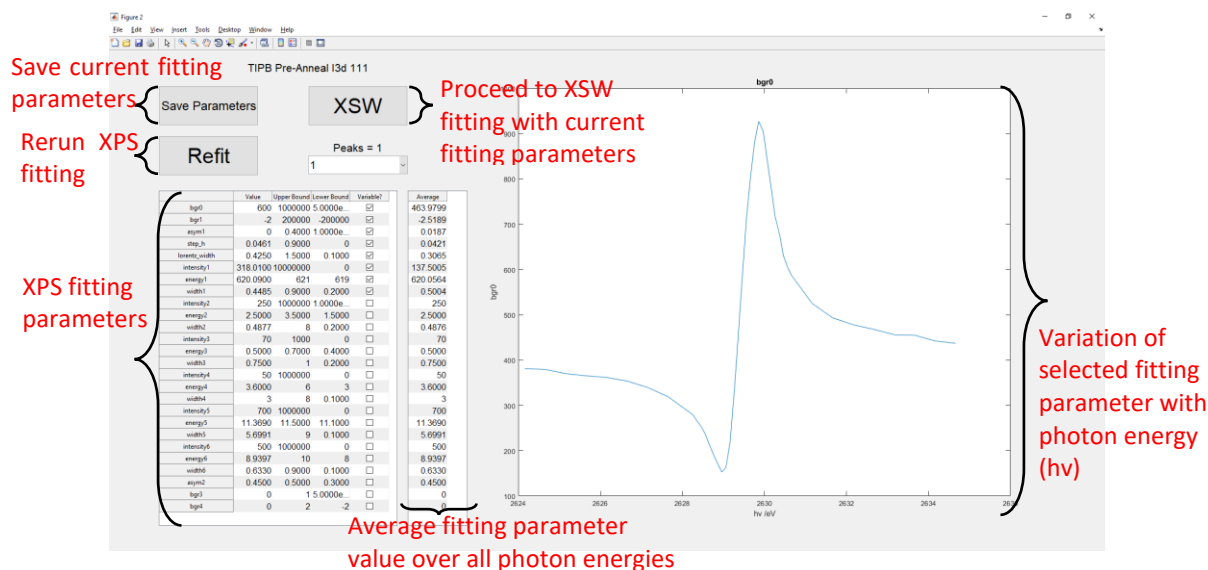 Figure 2
File Edit View Insert Tools Desktop Window Help
TIPB Pre-Anneal I3d 111
Save current fitting
parameters
Save Parameters
XSW
Proceed to XSW
fitting with current
fitting parameters
Rerun XPS
fitting
Refit
Peaks = 1
1
XPS fitting
parameters
Value Upper Bound Lower Bound Variable? Average
bgr0 600 1000000 5.0000e... 463.9799
bgr1 -2 200000 -200000 -2.5189
asym1 0 0.4000 1.0000e... 0.0187
step_h 0.0461 0.9000 0 0.0421
lorentz_width 0.4250 1.5000 0.1000 0.4265
intensity1 318.0100 10000000 0 137.5005
energy1 620.0900 621 619 620.0564
width1 0.4485 0.9000 0.2000 0.5004
intensity2 250 1000000 1.0000e... 250
energy2 2.5000 3.5000 1.5000 2.5000
width2 0.4877 8 0.2000 0.4876
intensity3 70 1000 0 70
energy3 0.5000 0.7000 0.4000 0.5000
width3 0.7500 1 0.2000 0.7500
intensity4 50 1000000 0 50
energy4 3.6000 6 3 3.6000
width4 3 8 0.1000 3
intensity5 700 1000000 0 700
energy5 11.3690 11.5000 11.1000 11.3690
width5 5.6991 9 0.1000 5.6991
intensity6 500 1000000 0 500
energy6 8.9397 10 8 8.9397
width6 0.6330 0.9000 0.1000 0.6330
asym2 0.4500 0.5000 0.3000 0.4500
bgr3 0 1 5.0000e... 0
bgr4 0 2 -2 0
Average fitting parameter
value over all photon energies
bgr0
900
800
700
600
500
400
300
200
100
bgr0
2624 2626 2628 2630 2632 2634
hv /eV
Variation of
selected fitting
parameter with
photon energy
(hv)